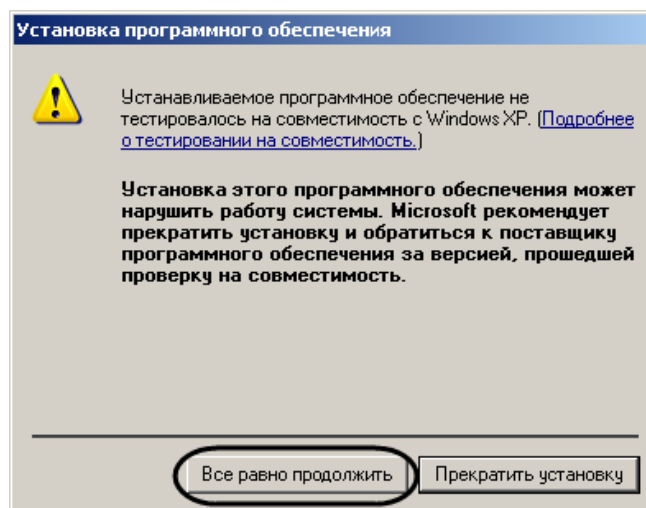 Установка программного обеспечения
Устанавливаемое программное обеспечение не
тестировалось на совместимость с Windows XP. (Подробнее
о тестировании на совместимость.)
Установка этого программного обеспечения может
нарушить работу системы. Microsoft рекомендует
прекратить установку и обратиться к поставщику
программного обеспечения за версией, прошедшей
проверку на совместимость.
Все равно продолжить Прекратить установку